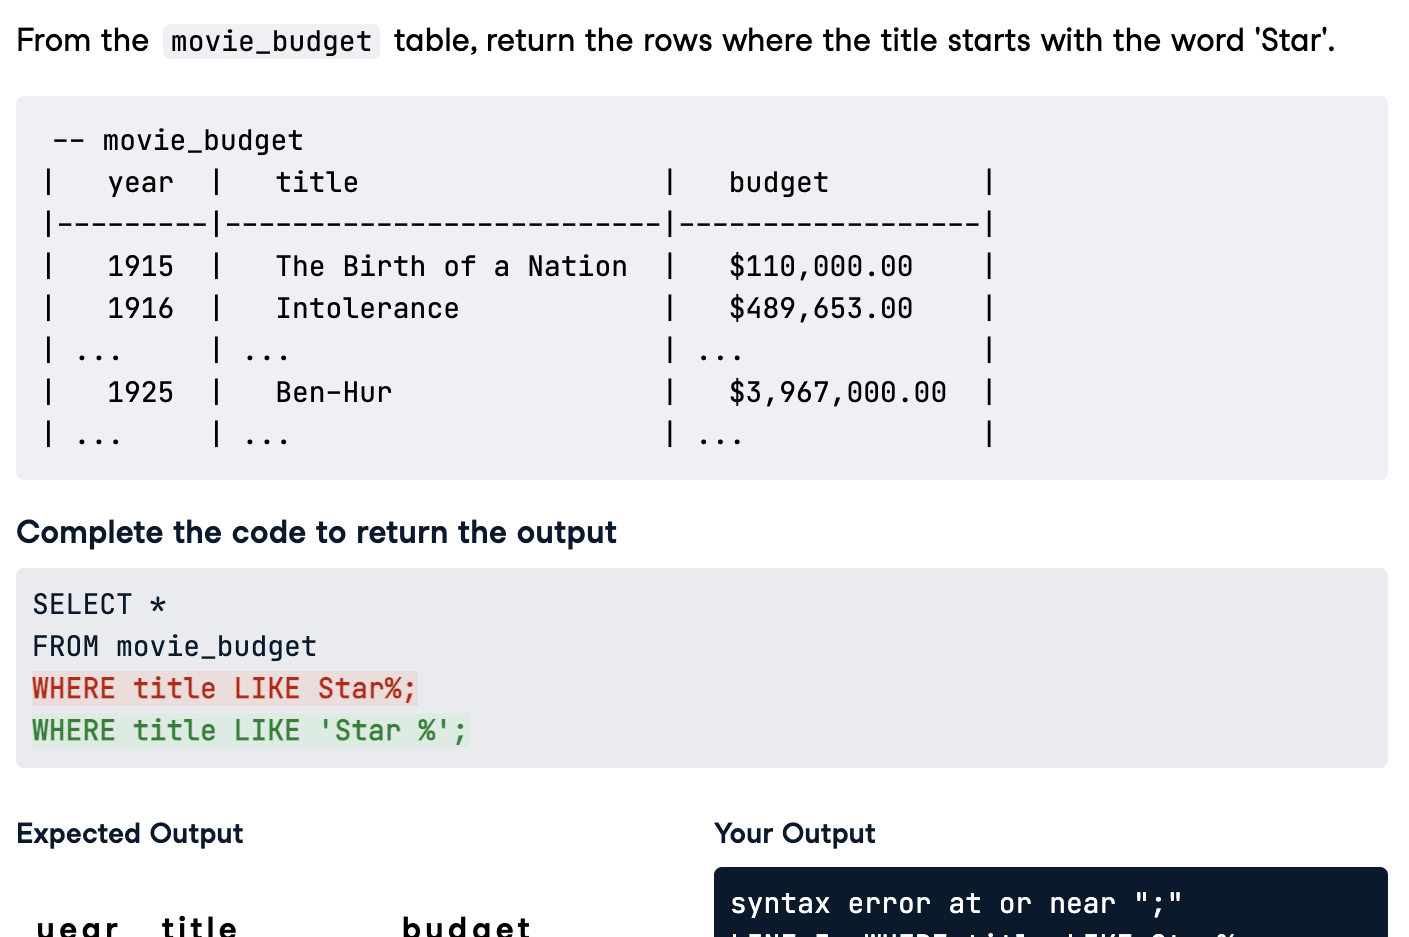 From the movie_budget table, return the rows where the title starts with the word 'Star'.
-- movie_budget
|   year  |   title                  |   budget         |
|---------|--------------------------|------------------|
|   1915  |   The Birth of a Nation  |   $110,000.00    |
|   1916  |   Intolerance            |   $489,653.00    |
| ...     | ...                      | ...              |
|   1925  |   Ben-Hur                |   $3,967,000.00  |
| ...     | ...                      | ...              |
Complete the code to return the output
SELECT *
FROM movie_budget
WHERE title LIKE Star%;
WHERE title LIKE 'Star %';
Expected Output
Your Output
year title budget
syntax error at or near ";"